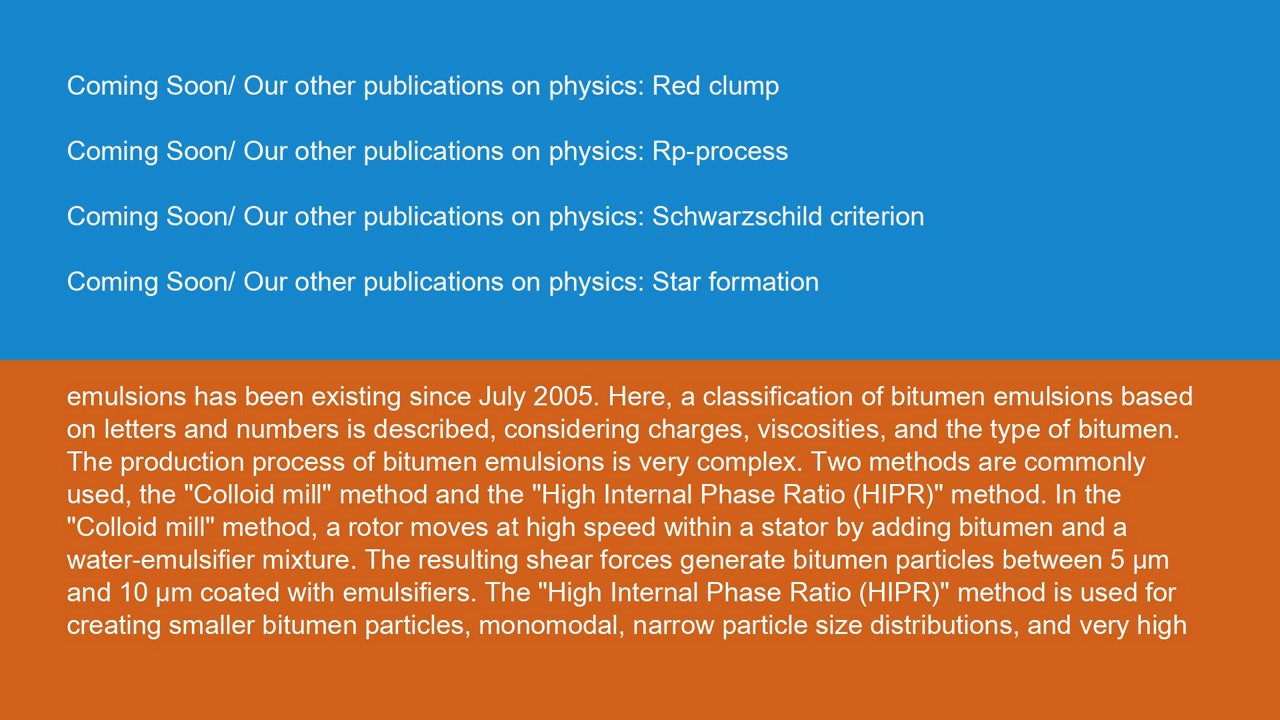 Coming Soon/ Our other publications on physics: Red clump
Coming Soon/ Our other publications on physics: Rp-process
Coming Soon/ Our other publications on physics: Schwarzschild criterion
Coming Soon/ Our other publications on physics: Star formation
emulsions has been existing since July 2005. Here, a classification of bitumen emulsions based
on letters and numbers is described, considering charges, viscosities, and the type of bitumen.
The production process of bitumen emulsions is very complex. Two methods are commonly
used, the "Colloid mill" method and the "High Internal Phase Ratio (HIPR)" method. In the
"Colloid mill" method, a rotor moves at high speed within a stator by adding bitumen and a
water-emulsifier mixture. The resulting shear forces generate bitumen particles between 5 μm
and 10 μm coated with emulsifiers. The "High Internal Phase Ratio (HIPR)" method is used for
creating smaller bitumen particles, monomodal, narrow particle size distributions, and very high